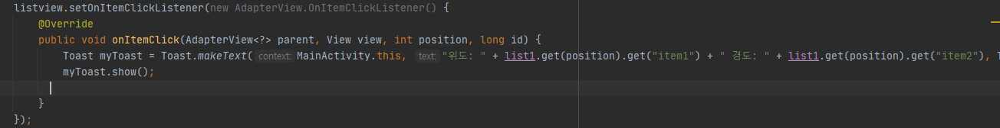 listview.setOnItemClickListener(new AdapterView.OnItemClickListener() {
@Override
public void onItemClick(AdapterView<?> parent, View view, int position, long id) {
Toast myToast = Toast.makeText( context: MainActivity.this, text: "위도: " + list1.get(position).get("item1") + " 경도: " + list1.get(position).get("item2"), T
myToast.show();
}
});